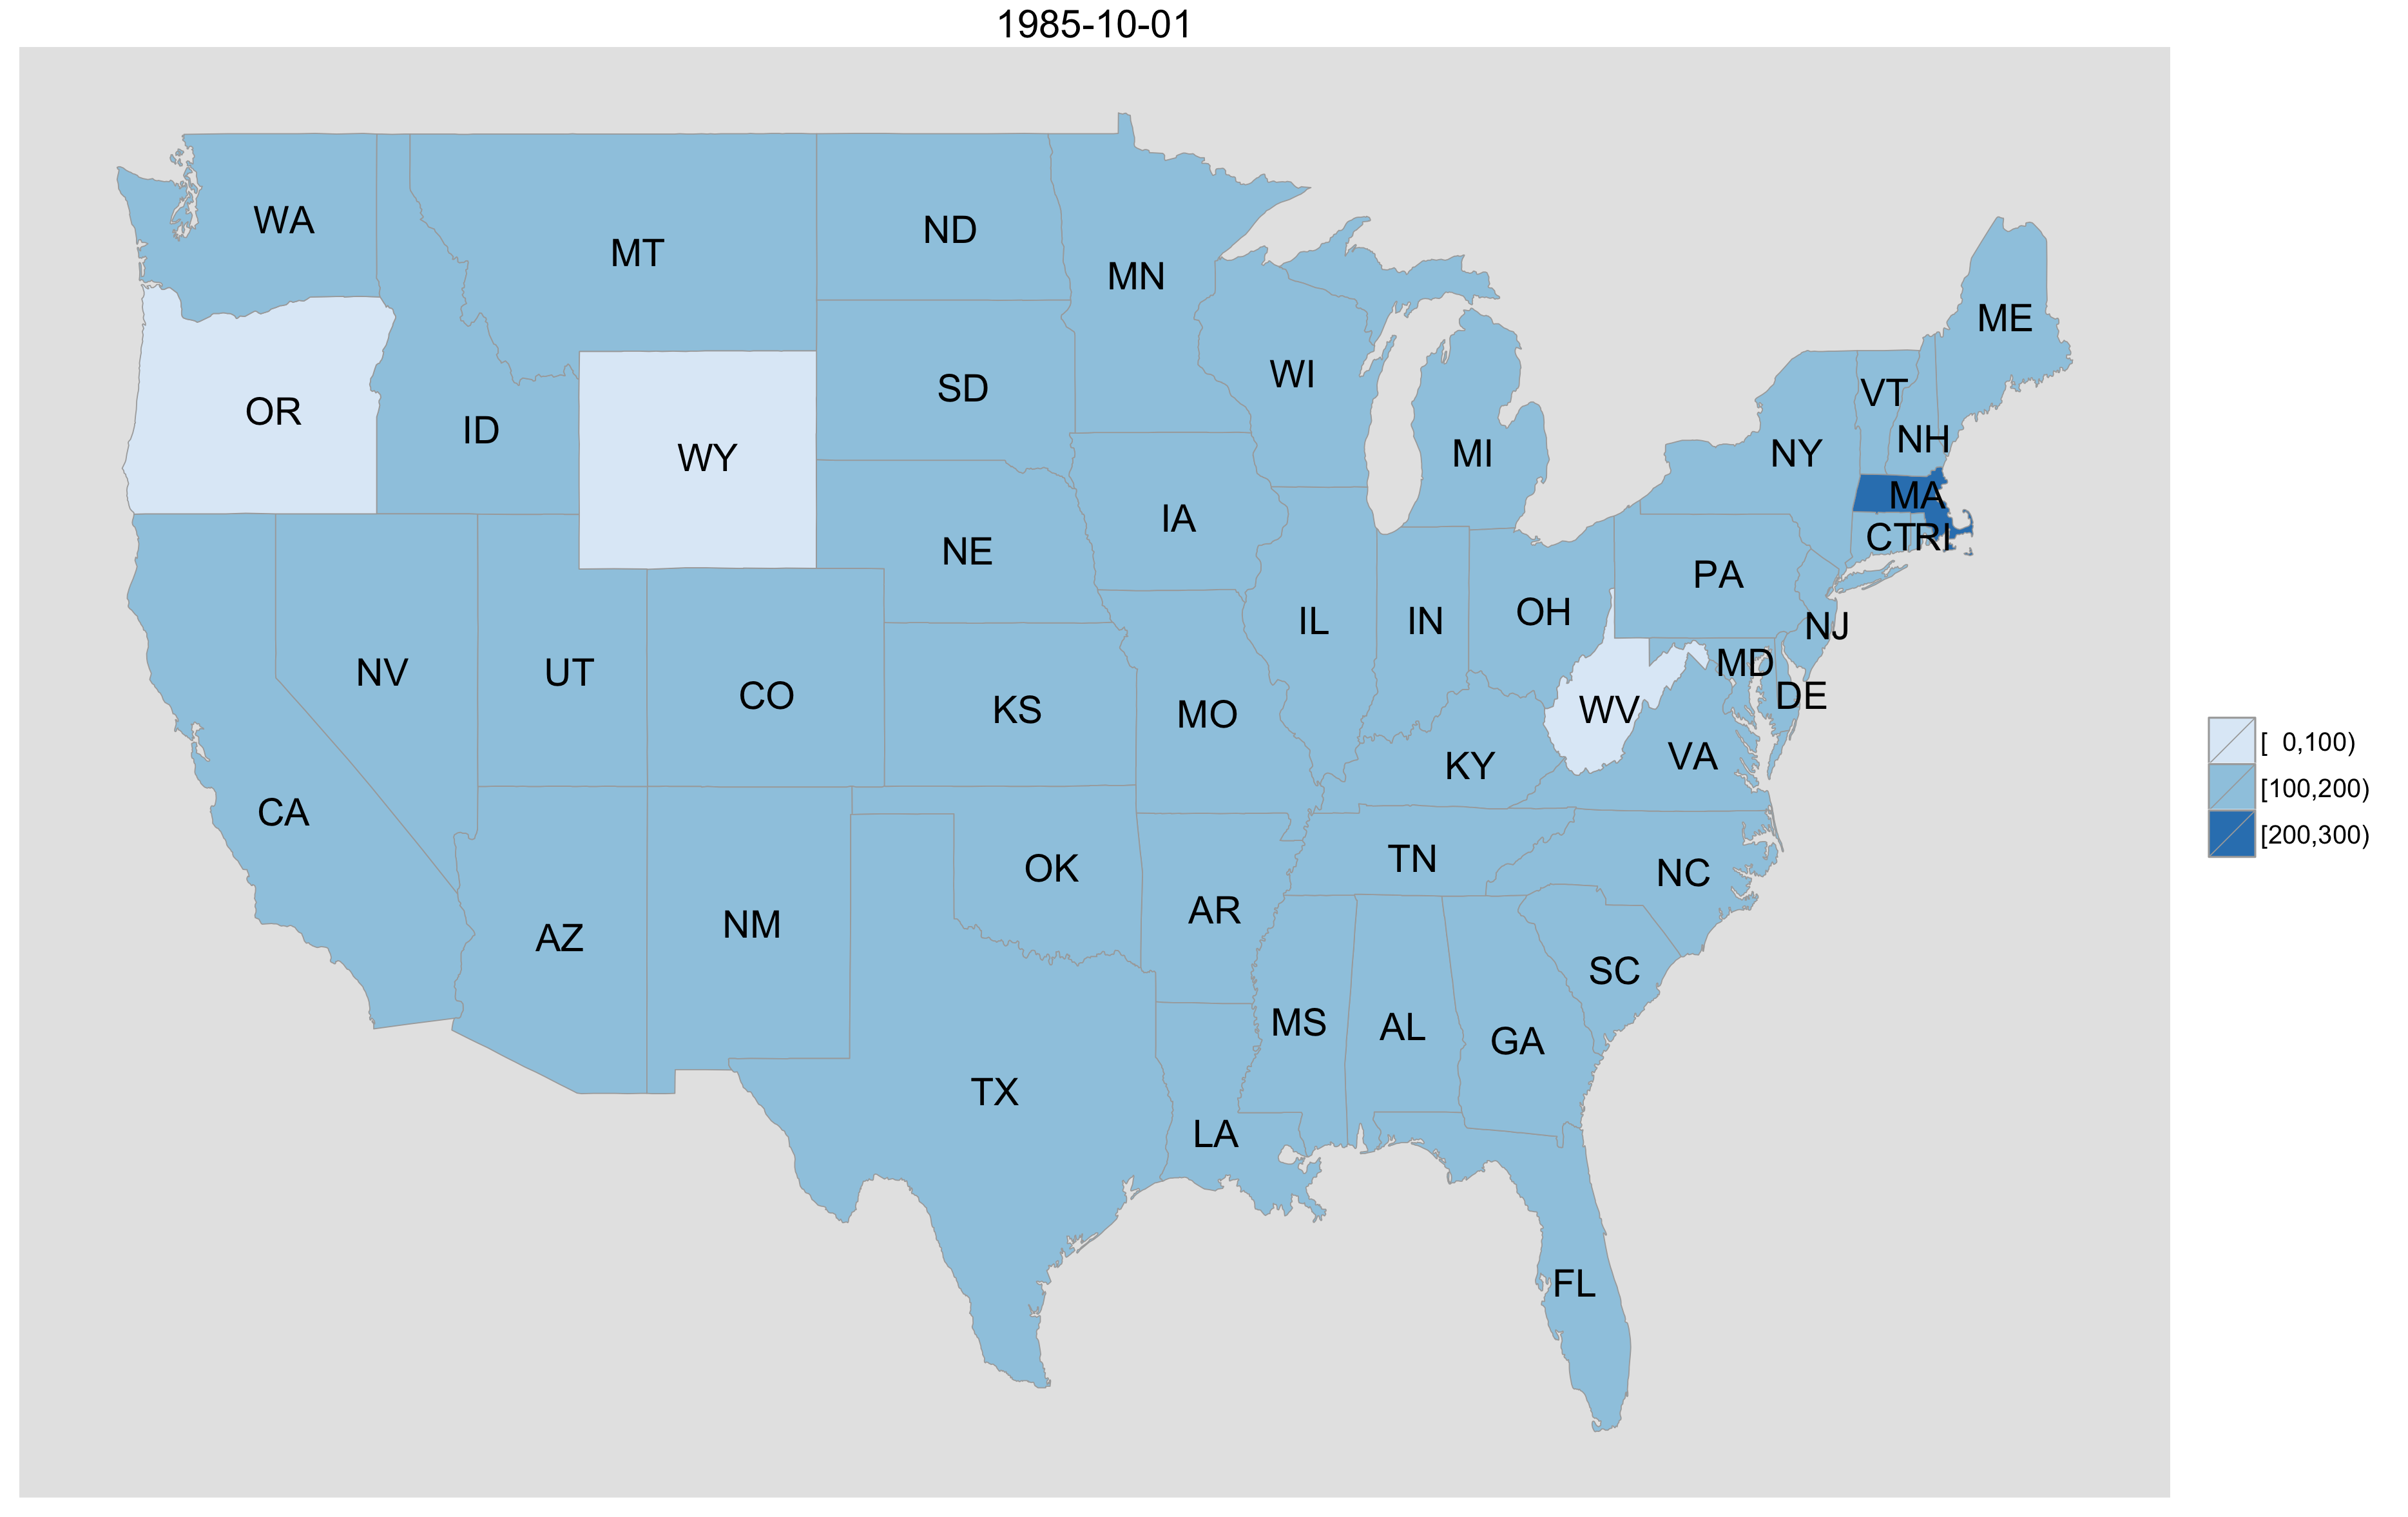 1985-10-01
WA
MT
ND
MN
ME
OR
ID
WY
SD
WI
MI
NY
VT
NH
MA
CT
RI
NE
IA
PA
NJ
NV
UT
CO
KS
MO
IL
IN
OH
WV
MD
DE
VA
KY
CA
AZ
NM
OK
AR
TN
NC
SC
TX
LA
MS
AL
GA
FL
[  0,100)
[100,200)
[200,300)